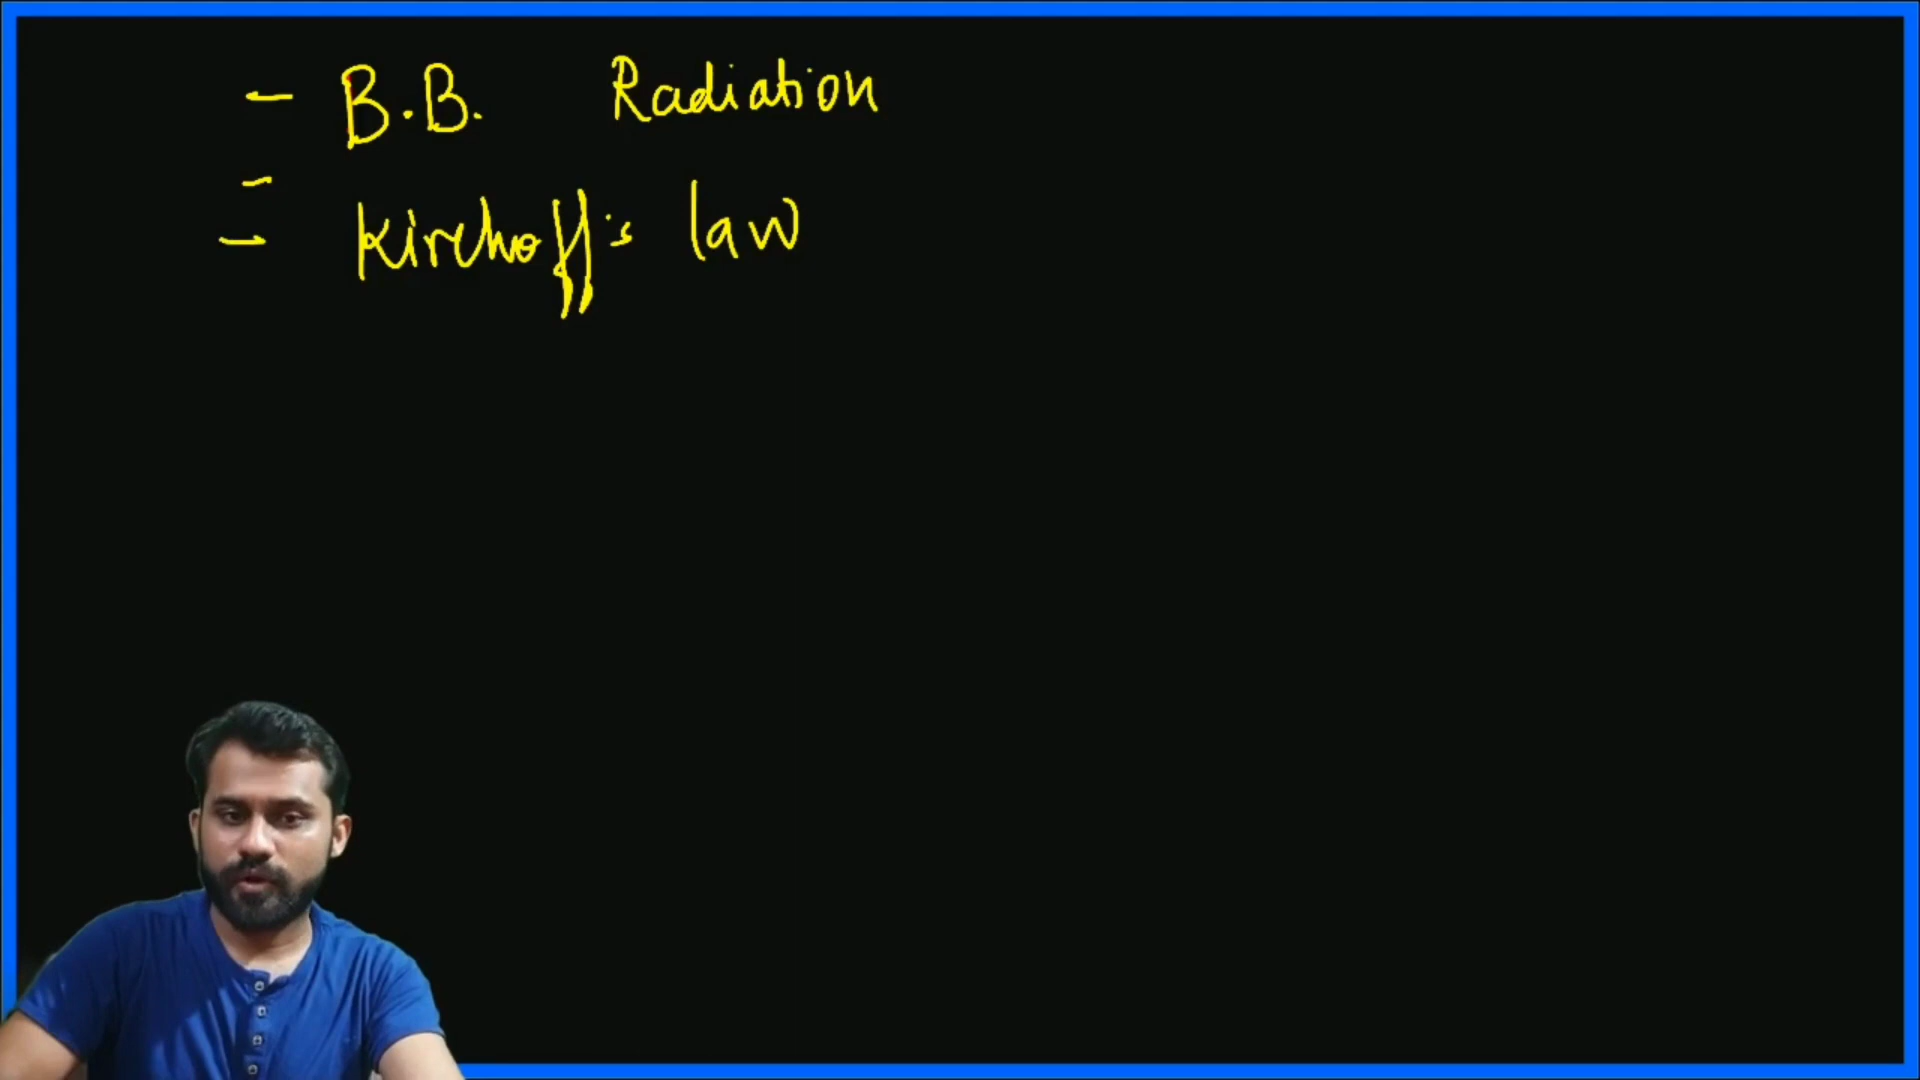 - B.B. Radiation
-
- Kirchoff's law